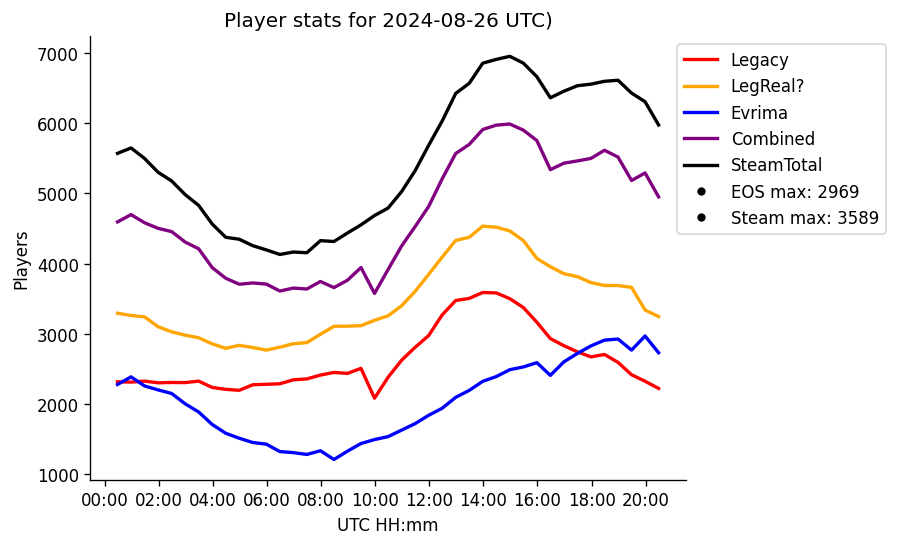 Player stats for 2024-08-26 UTC)
7000
6000
5000
4000
3000
2000
1000
Players
00:00 02:00 04:00 06:00 08:00 10:00 12:00 14:00 16:00 18:00 20:00
UTC HH:mm
Legacy
LegReal?
Evrima
Combined
SteamTotal
EOS max: 2969
Steam max: 3589